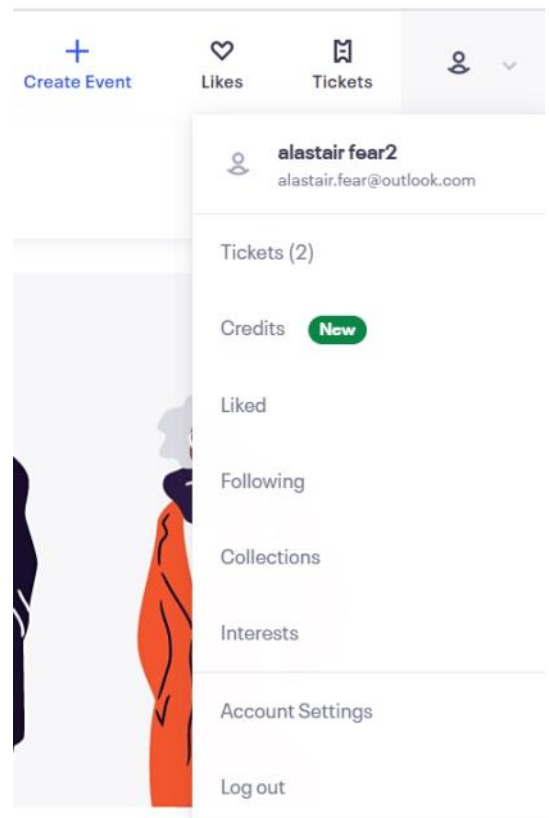 Create Event
Likes
Tickets
alastair fear2
alastair.fear@outlook.com
Tickets (2)
Credits New
Liked
Following
Collections
Interests
Account Settings
Log out